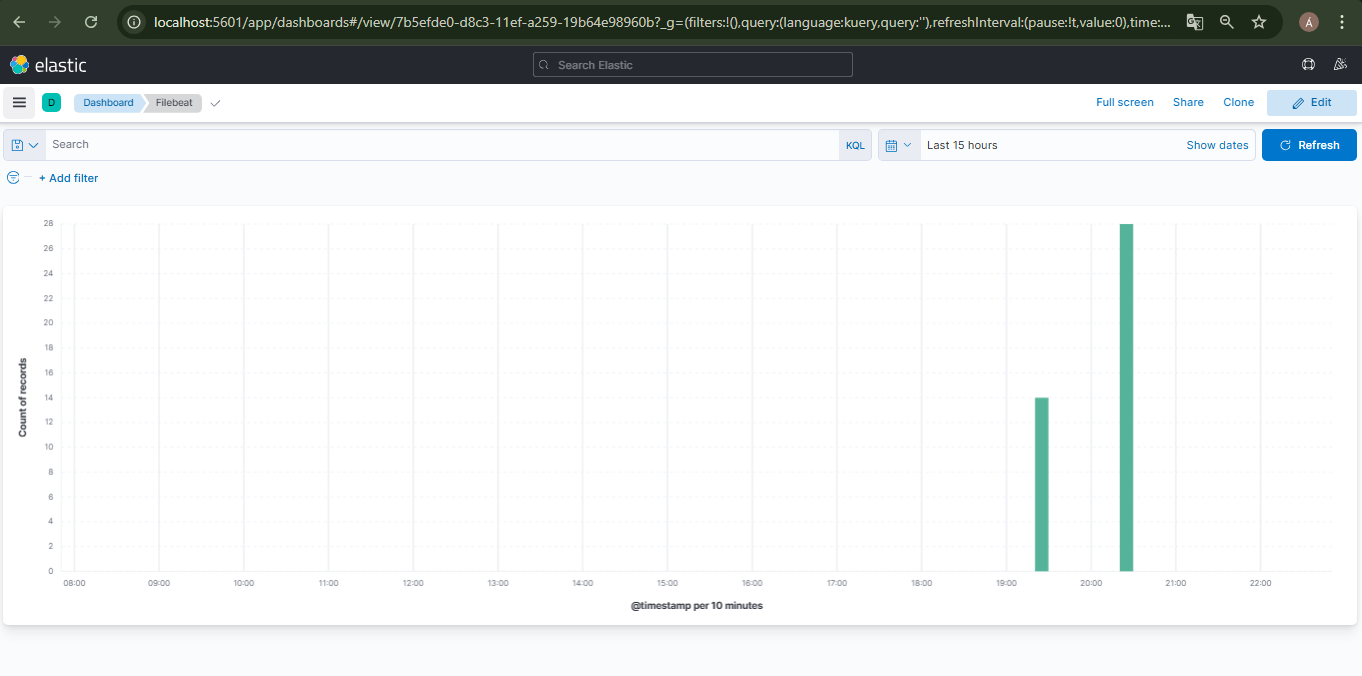 localhost:5601/app/dashboards#/view/7b5efde0-d8c3-11ef-a259-19b64e98960b?_g=(filters:!(),query:(language:kuery,query:''),refreshInterval:(pause:!t,value:0),time:...
Á
elastic
Search Elastic
D
Dashboard
Filebeat
Full screen
Share
Clone
Edit
Search
KQL
Last 15 hours
Show dates
Refresh
+ Add filter
28
26
24
22
20
18
16
14
12
10
8
6
4
2
0
Count of records
08:00 09:00 10:00 11:00 12:00 13:00 14:00 15:00 16:00 17:00 18:00 19:00 20:00 21:00 22:00
@timestamp per 10 minutes